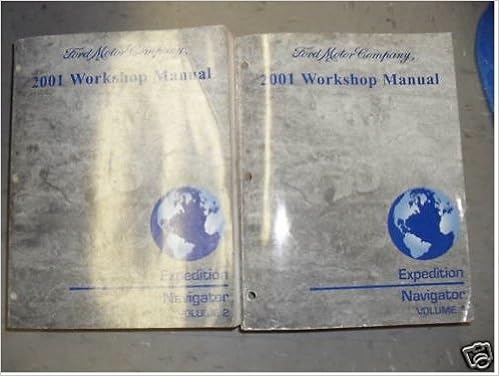 Ford Motor Company,
2001 Workshop Manual
Expedition
Navigator
VOLUME 2
Ford Motor Company,
2001 Workshop Manual
Expedition
Navigator
VOLUME